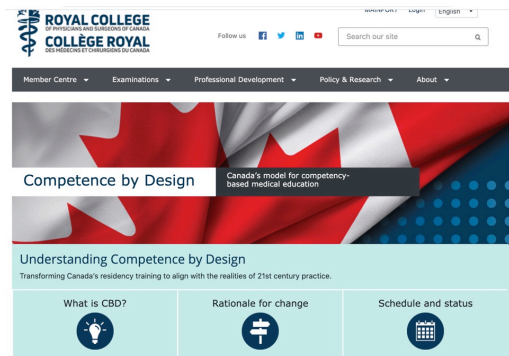 MAINPORT Login English
ROYAL COLLEGE
OF PHYSICIANS AND SURGEONS OF CANADA
COLLÈGE ROYAL
DES MÉDECINS ET CHIRURGIENS DU CANADA
Follow us
Search our site
Member Centre Examinations Professional Development Policy & Research About
Competence by Design
Canada's model for competency-
based medical education
Understanding Competence by Design
Transforming Canada's residency training to align with the realities of 21st century practice.
What is CBD? Rationale for change Schedule and status